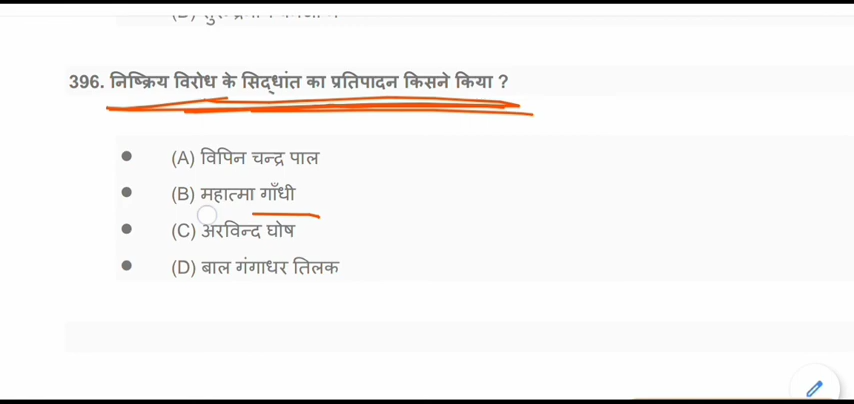 396. निष्क्रिय विरोध के सिद्धांत का प्रतिपादन किसने किया ?
(A) विपिन चन्द्र पाल
(B) महात्मा गाँधी
(C) अरविन्द घोष
(D) बाल गंगाधर तिलक